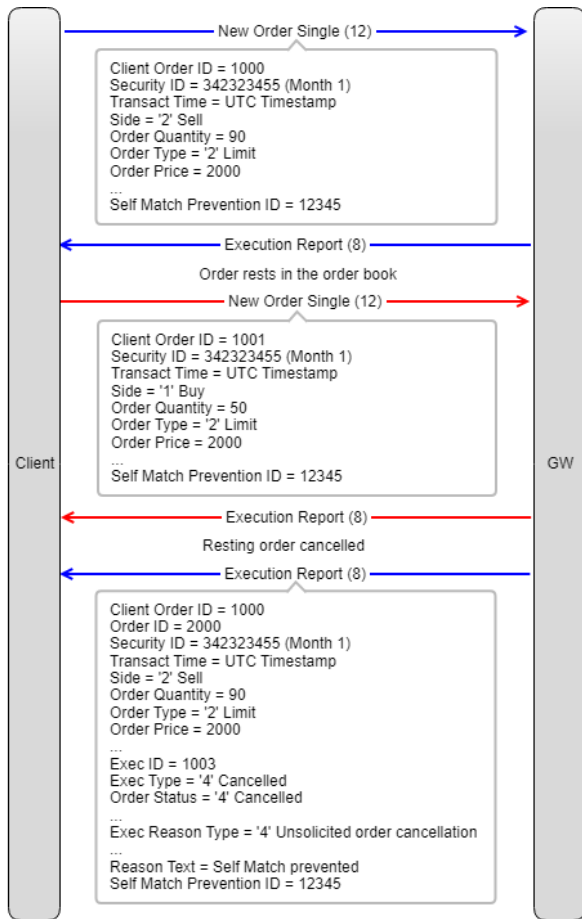 New Order Single (12)
Client Order ID = 1000
Security ID = 342323455 (Month 1)
Transact Time = UTC Timestamp
Side = '2' Sell
Order Quantity = 90
Order Type = '2' Limit
Order Price = 2000
...
Self Match Prevention ID = 12345
Execution Report (8)
Order rests in the order book
New Order Single (12)
Client Order ID = 1001
Security ID = 342323455 (Month 1)
Transact Time = UTC Timestamp
Side = '1' Buy
Order Quantity = 50
Order Type = '2' Limit
Order Price = 2000
...
Self Match Prevention ID = 12345
Client
GW
Execution Report (8)
Resting order cancelled
Execution Report (8)
Client Order ID = 1000
Order ID = 2000
Security ID = 342323455 (Month 1)
Transact Time = UTC Timestamp
Side = '2' Sell
Order Quantity = 90
Order Type = '2' Limit
Order Price = 2000
...
Exec ID = 1003
Exec Type = '4' Cancelled
Order Status = '4' Cancelled
...
Exec Reason Type = '4' Unsolicited order cancellation
...
Reason Text = Self Match prevented
Self Match Prevention ID = 12345